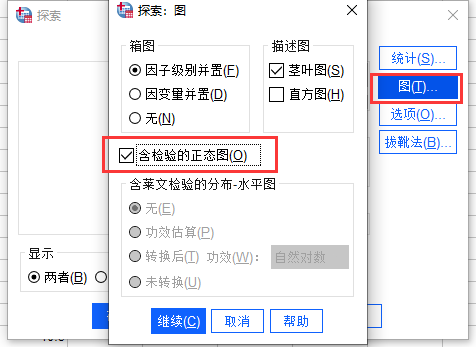 探索
探索：图
箱图
因子级别并置(F)
因变量并置(D)
无(N)
描述图
茎叶图(S)
直方图(H)
含检验的正态图(O)
含莱文检验的分布-水平图
无(E)
功效估算(P)
转换后(T) 功效(W)： 自然对数
未转换(U)
继续(C) 取消 帮助
统计(S)...
图(T)...
选项(O)...
拔靴法(B)...
显示
两者(B)